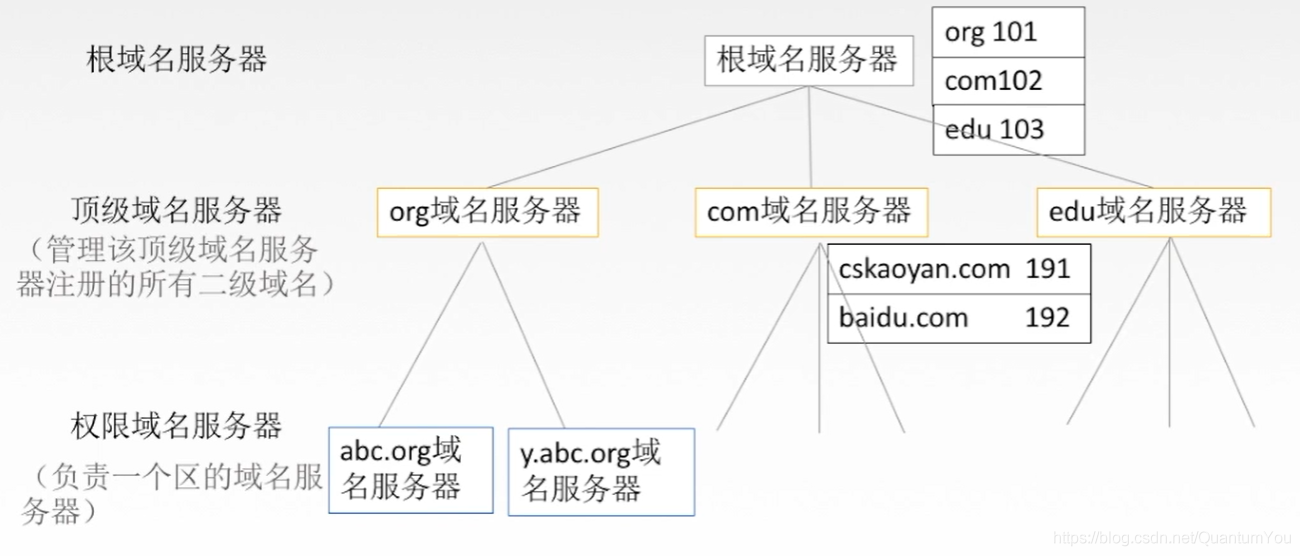 根域名服务器
根域名服务器
org 101
com102
edu 103
顶级域名服务器
（管理该顶级域名服务
器注册的所有二级域名）
org域名服务器
com域名服务器
edu域名服务器
cskaoyan.com 191
baidu.com 192
权限域名服务器
（负责一个区的域名服
务器）
abc.org域
名服务器
y.abc.org域
名服务器
https://blog.csdn.net/QuantumYou